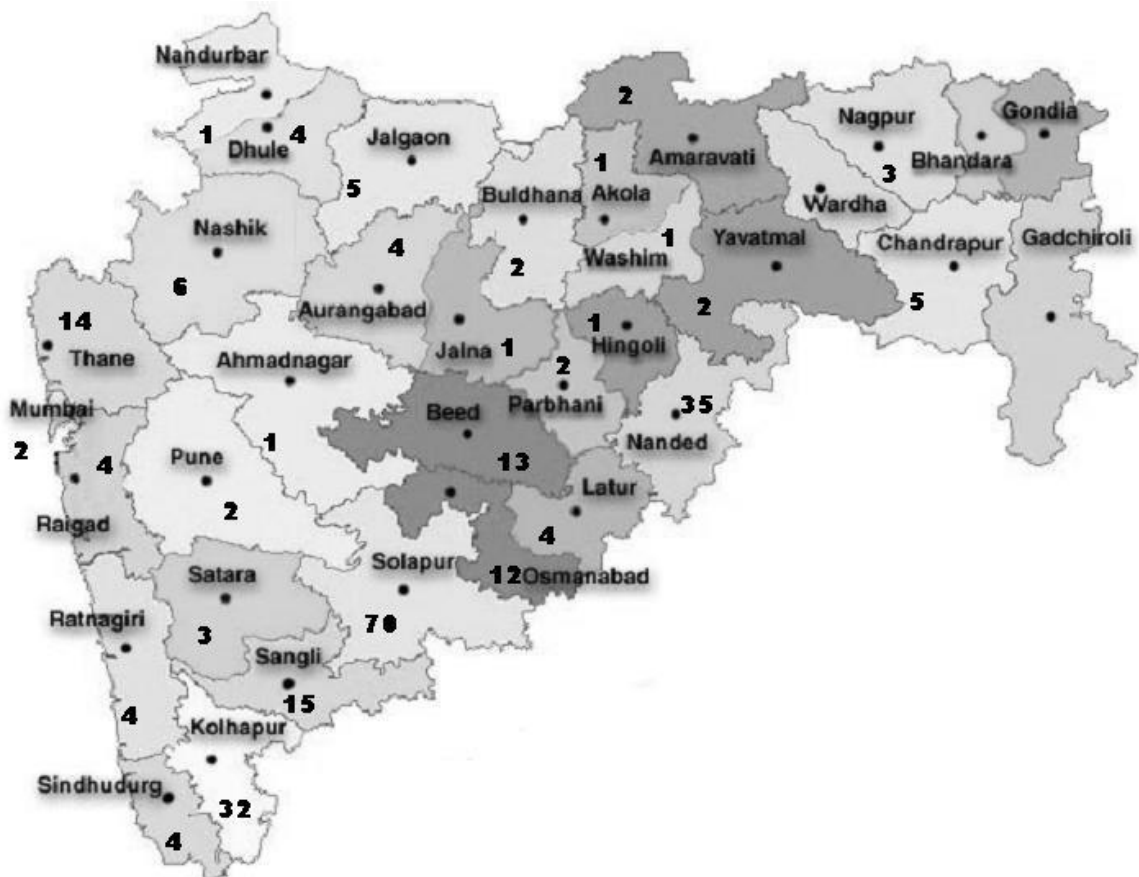 Nandurbar
2
1
4
Dhule
Jalgaon
5
Amaravati
Nagpur
3
Bhandara
Gondia
1
Akola
Buldhana
2
Wardha
Nashik
6
4
Aurangabad
Washim
1
Yavatmal
2
Chandrapur
5
Gadchiroli
14
Thane
Ahmadnagar
1
Jalna
1
1
Hingoli
2
Parbhani
35
Nanded
Mumbai
2
4
Raigad
Pune
2
Beed
13
Latur
4
Solapur
12
Osmanabad
Satara
3
Ratnagiri
4
Sangli
15
Kolhapur
32
Sindhudurg
4